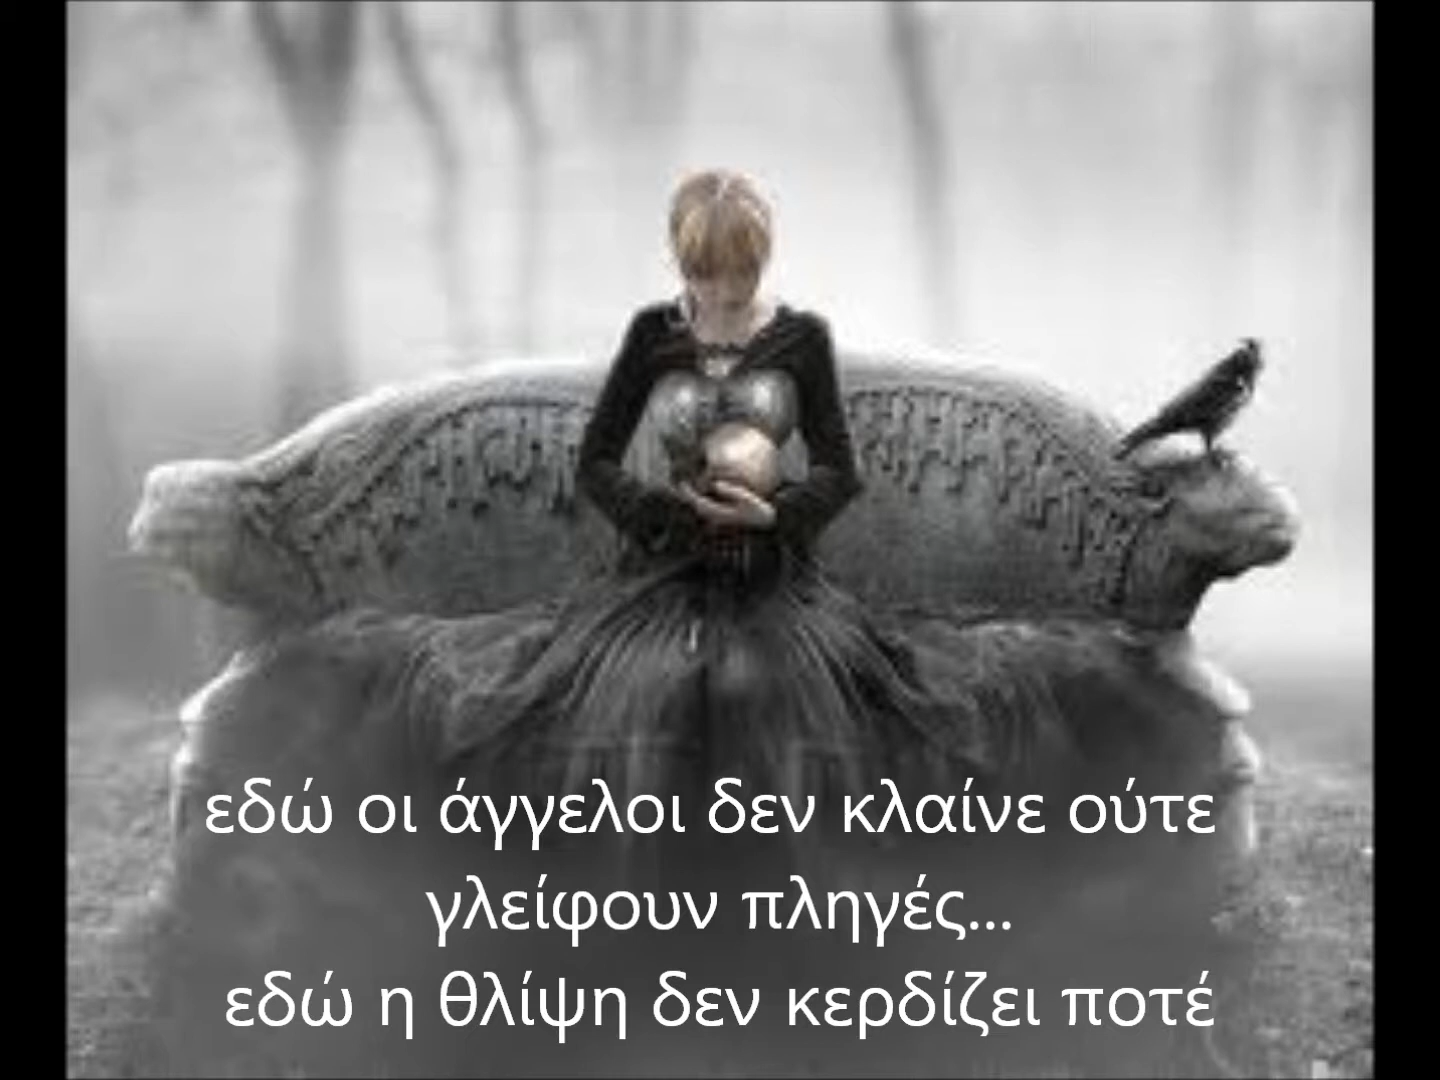 εδώ οι άγγελοι δεν κλαίνε ούτε
γλείφουν πληγές...
εδώ η θλίψη δεν κερδίζει ποτέ